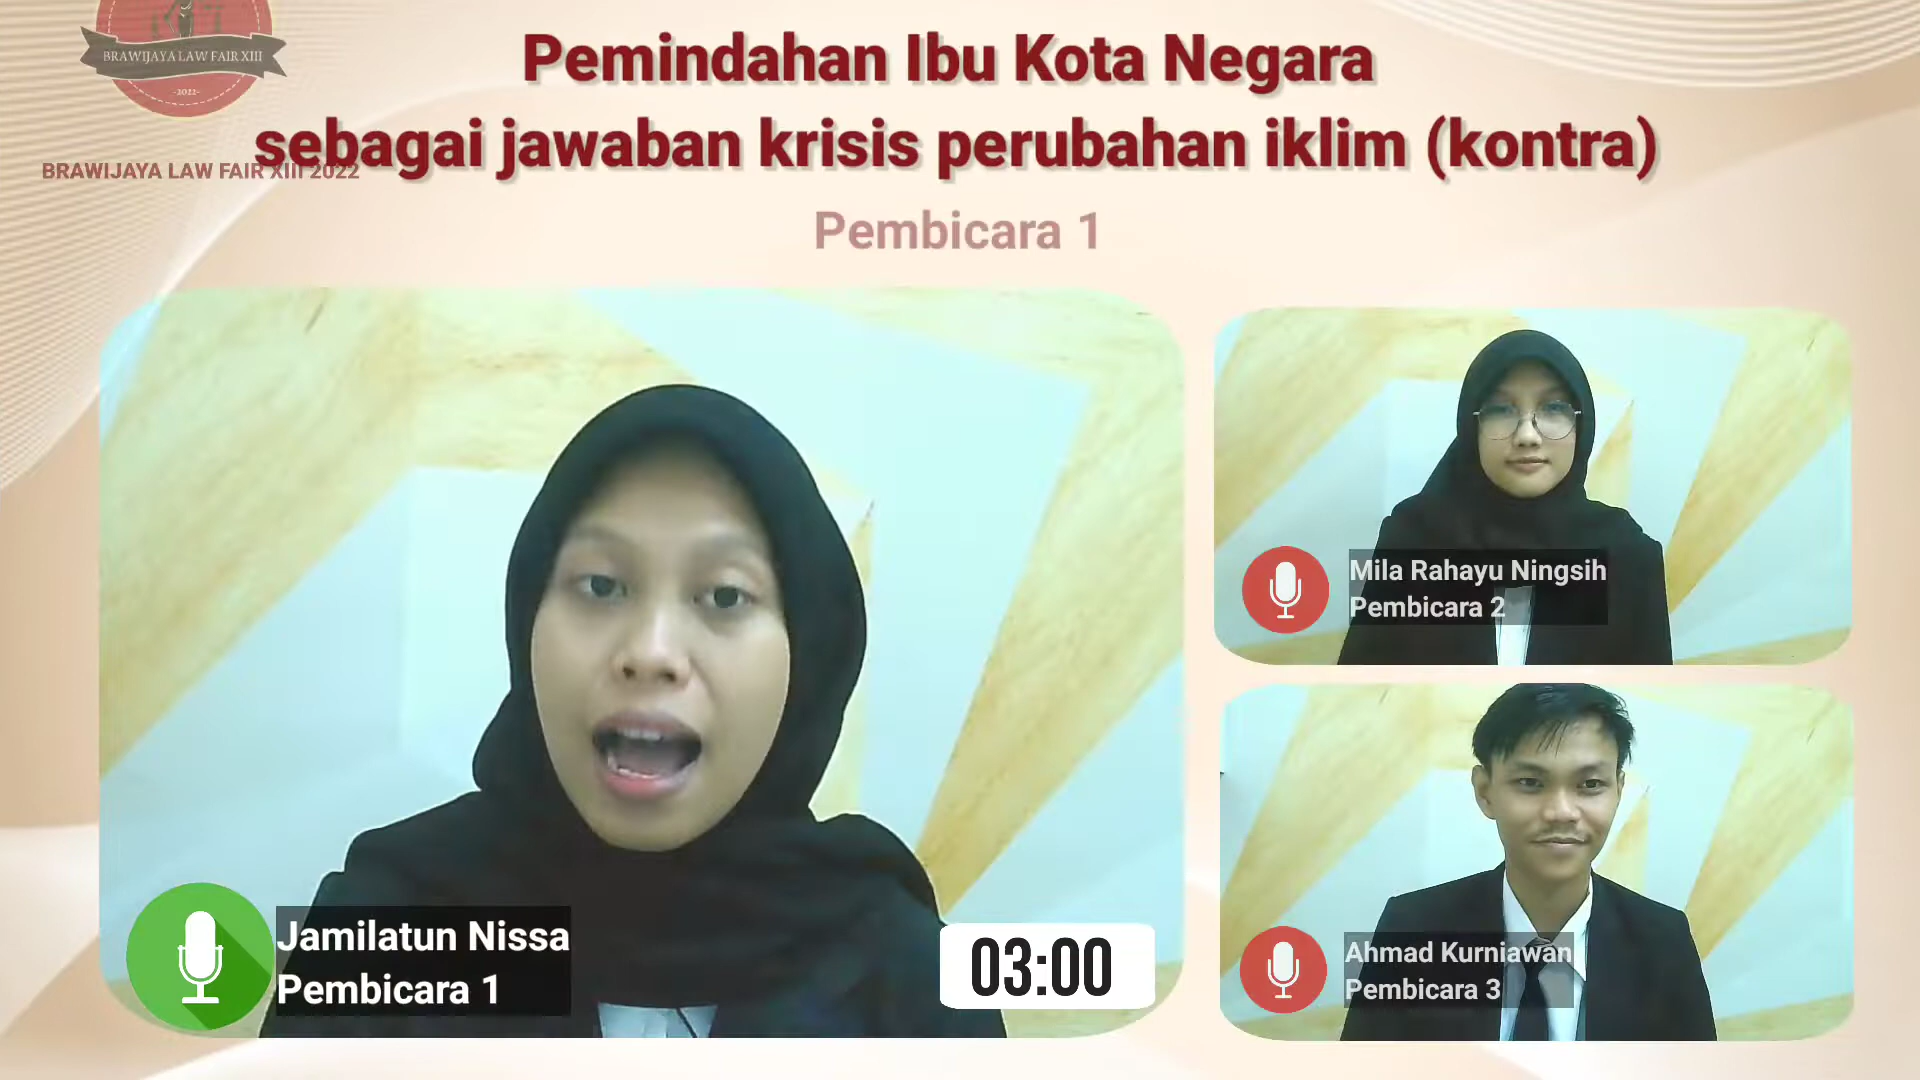 BRAWIJAYA LAW FAIR XIII
-2022-
BRAWIJAYA LAW FAIR XIII 2022
Pemindahan Ibu Kota Negara
sebagai jawaban krisis perubahan iklim (kontra)
Pembicara 1
Jamilatun Nissa
Pembicara 1
03:00
Mila Rahayu Ningsih
Pembicara 2
Ahmad Kurniawan
Pembicara 3